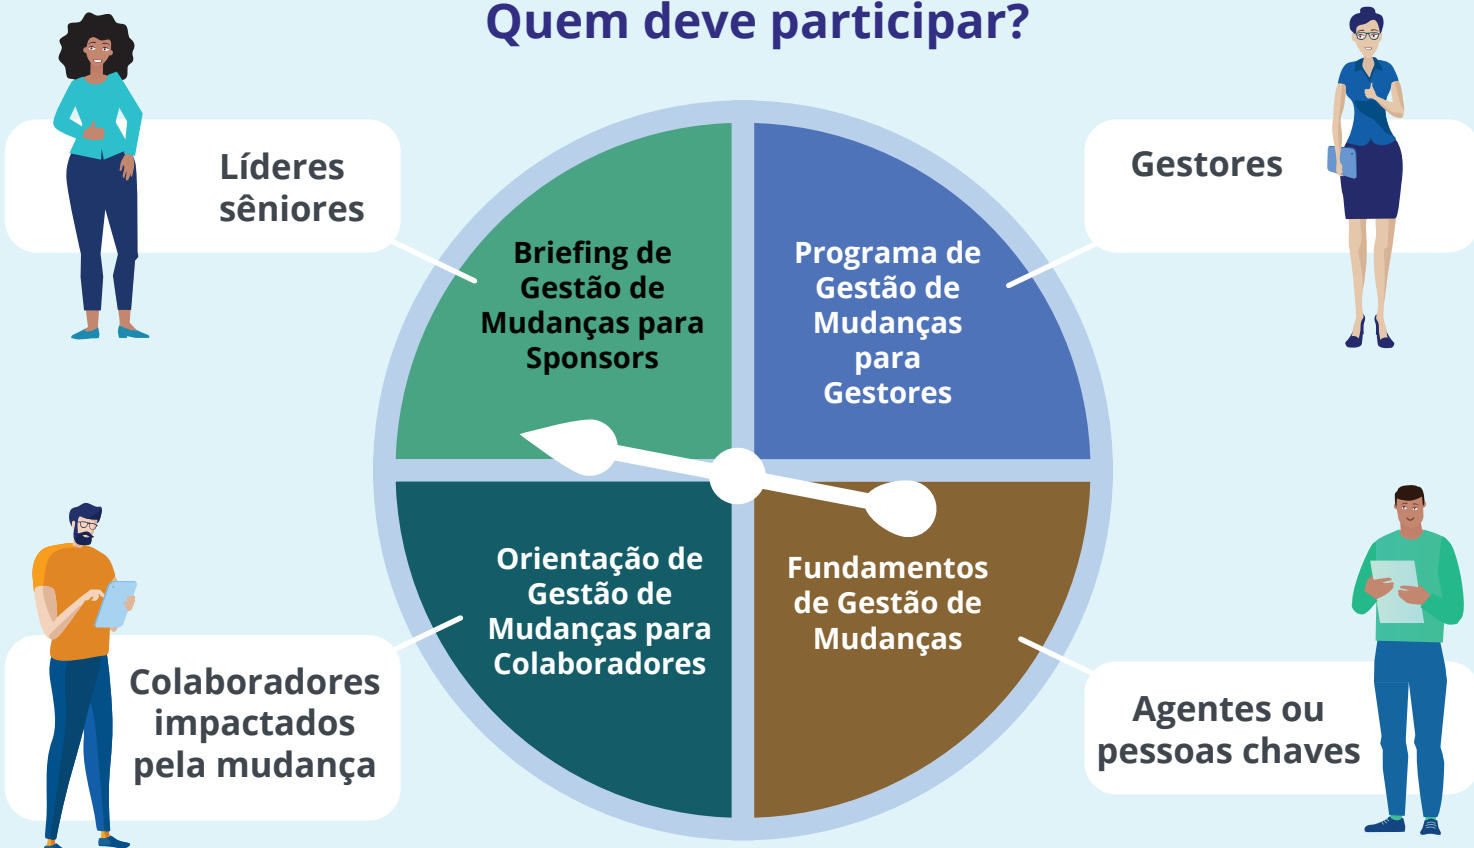 Quem deve participar?
Líderes
sêniores
Briefing de
Gestão de
Mudanças para
Sponsors
Programa de
Gestão de
Mudanças
para
Gestores
Gestores
Orientação de
Gestão de
Mudanças para
Colaboradores
Fundamentos
de Gestão de
Mudanças
Colaboradores
impactados
pela mudança
Agentes ou
pessoas chaves